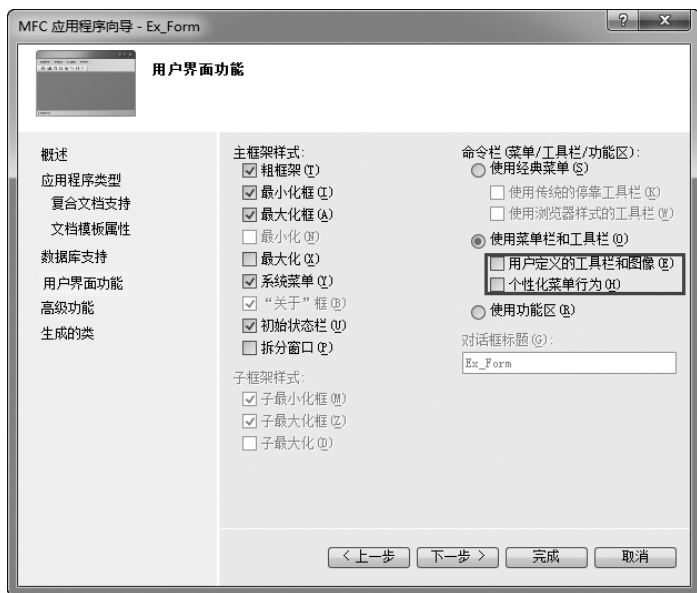 MFC 应用程序向导 - Ex_Form
用户界面功能
概述
应用程序类型
复合文档支持
文档模板属性
数据库支持
用户界面功能
高级功能
生成的类
主框架样式:
粗框架(T)
最小化框(I)
最大化框(A)
最小化(N)
最大化(X)
系统菜单(Y)
“关于”框(B)
初始状态栏(U)
拆分窗口(P)
子框架样式:
子最小化框(M)
子最大化框(Z)
子最大化(D)
命令栏(菜单/工具栏/功能区):
使用经典菜单(S)
使用传统的停靠工具栏(K)
使用浏览器样式的工具栏(W)
使用菜单栏和工具栏(O)
用户定义的工具栏和图像(E)
个性化菜单行为(H)
使用功能区(R)
对话框标题(G):
Ex_Form
< 上一步
下一步 >
完成
取消